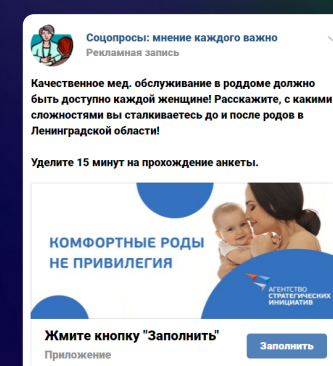 Соцопросы: мнение каждого важно
Рекламная запись
Качественное мед. обслуживание в роддоме должно
быть доступно каждой женщине! Расскажите, с какими
сложностями вы сталкиваетесь до и после родов в
Ленинградской области!
Уделите 15 минут на прохождение анкеты.
КОМФОРТНЫЕ РОДЫ
НЕ ПРИВИЛЕГИЯ
АГЕНТСТВО
СТРАТЕГИЧЕСКИХ
ИНИЦИАТИВ
Жмите кнопку "Заполнить"
Приложение
Заполнить